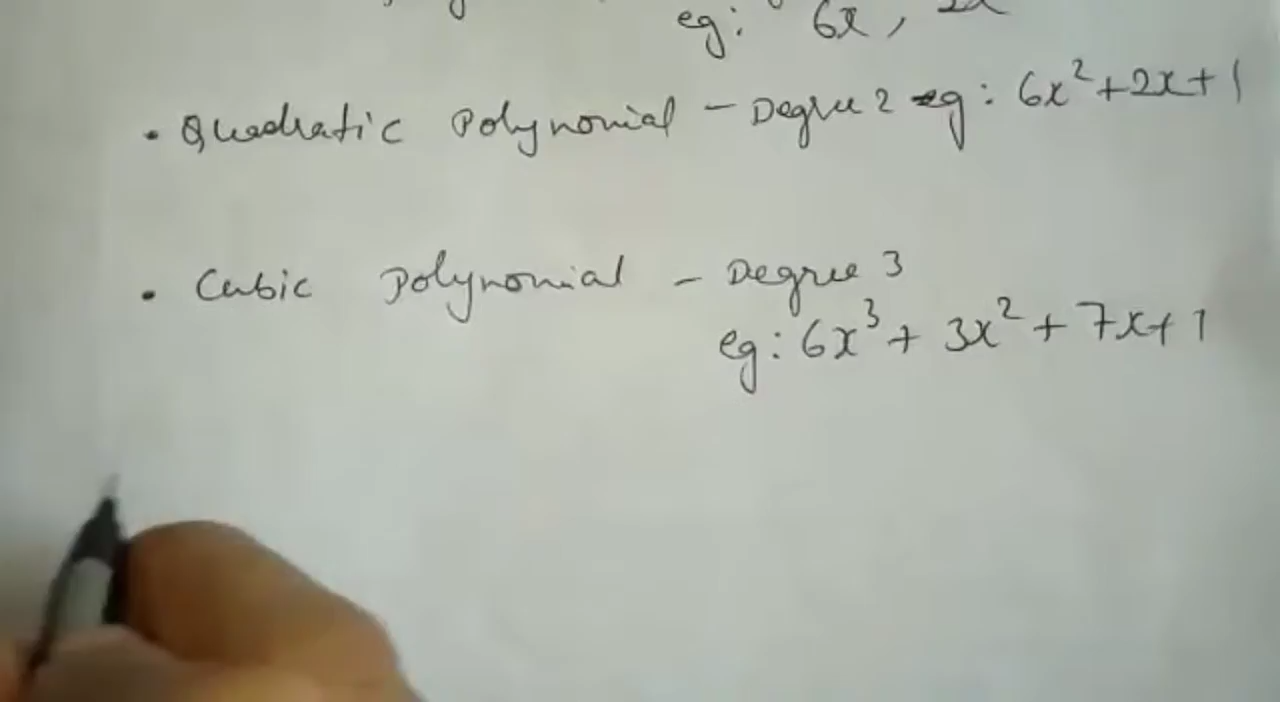 eg: 6x, 2x
• Quadratic Polynomial - Degree 2 eg: 6x²+2x+1
• Cubic Polynomial - Degree 3
eg: 6x³+ 3x² + 7x+1